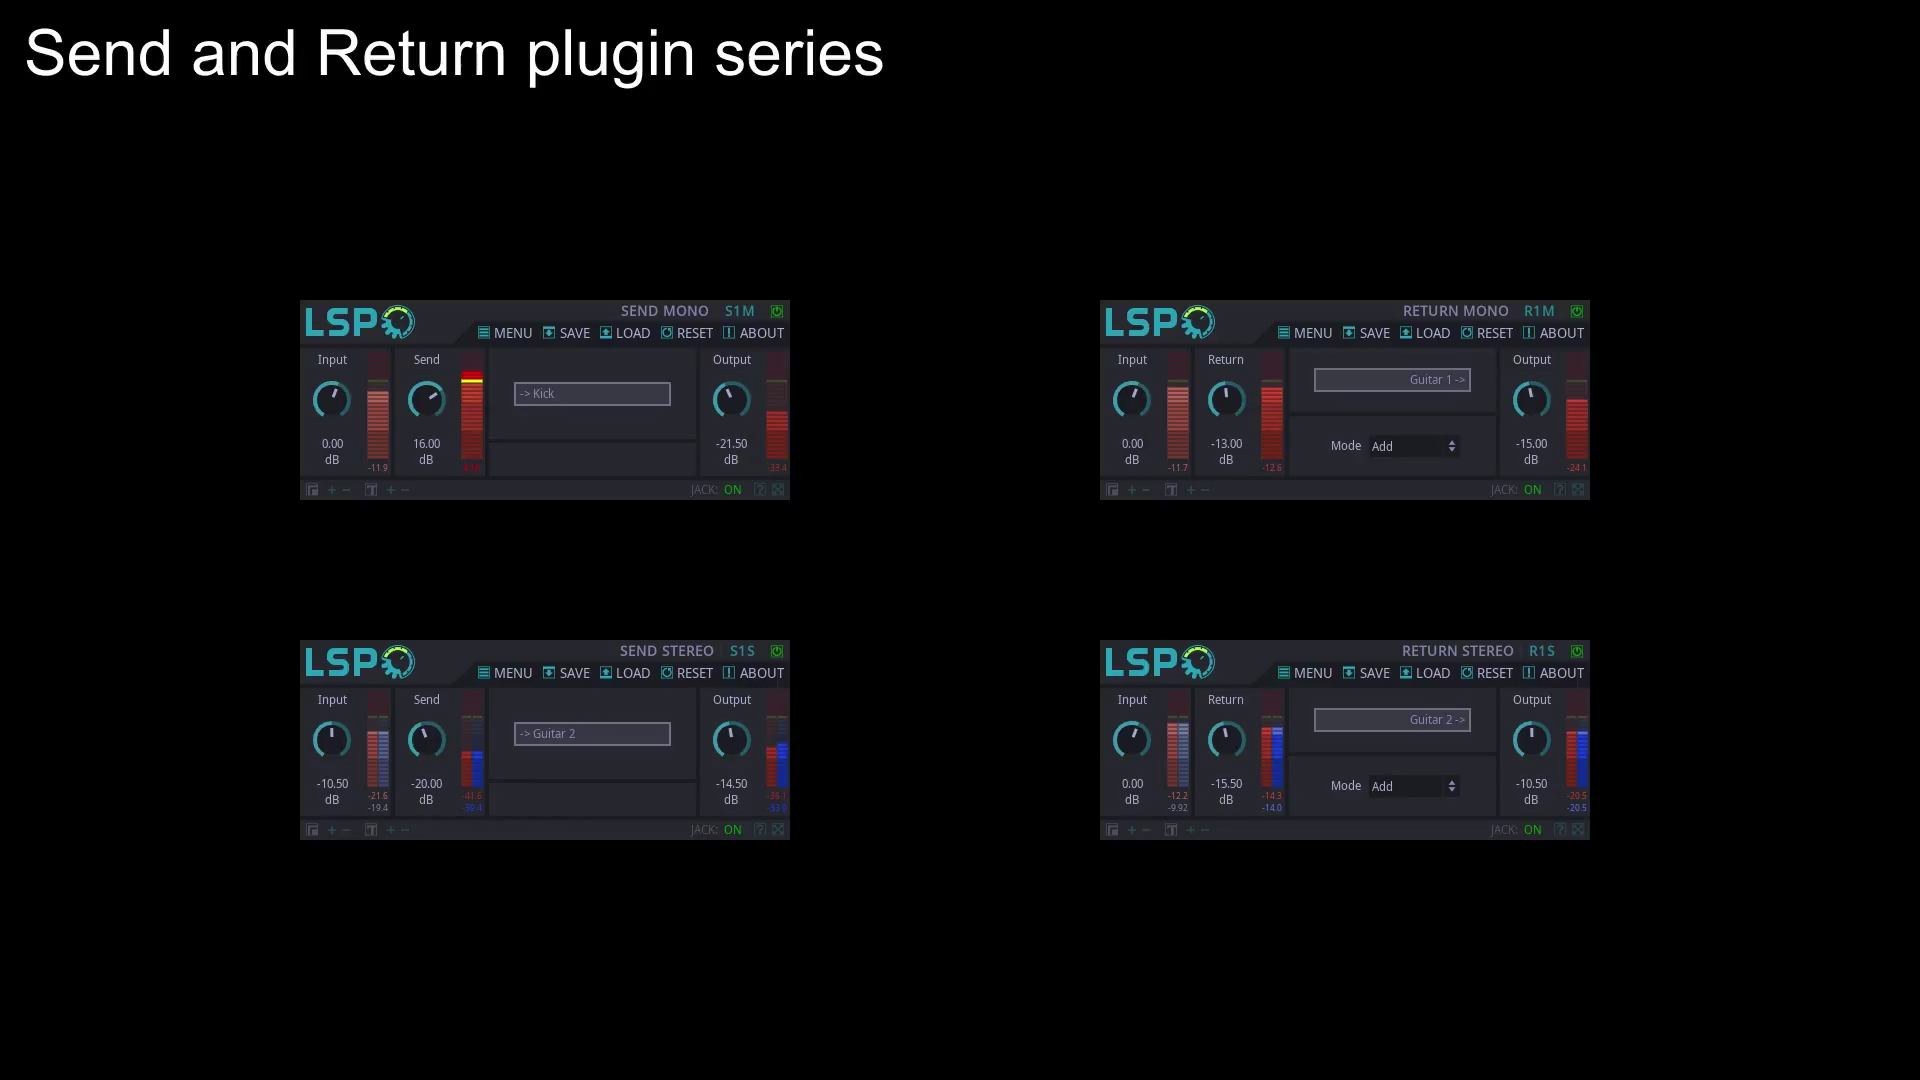 Send and Return plugin series
LSP SEND MONO S1M
MENU SAVE LOAD RESET ABOUT
Input Send Output
-> Kick
0.00 16.00 -21.50
dB dB dB
-11.9 -33.4
JACK: ON
LSP RETURN MONO R1M
MENU SAVE LOAD RESET ABOUT
Input Return Output
Guitar 1 ->
0.00 -13.00 Mode Add -15.00
dB dB dB
-11.7 -12.6 -24.1
JACK: ON
LSP SEND STEREO S1S
MENU SAVE LOAD RESET ABOUT
Input Send Output
-> Guitar 2
-10.50 -20.00 -14.50
dB dB dB
-21.6 -41.6 -36.1
-19.4 -39.4 -33.9
JACK: ON
LSP RETURN STEREO R1S
MENU SAVE LOAD RESET ABOUT
Input Return Output
Guitar 2 ->
0.00 -15.50 Mode Add -10.50
dB dB dB
-12.2 -14.3 -20.5
-9.92 -14.0 -20.5
JACK: ON